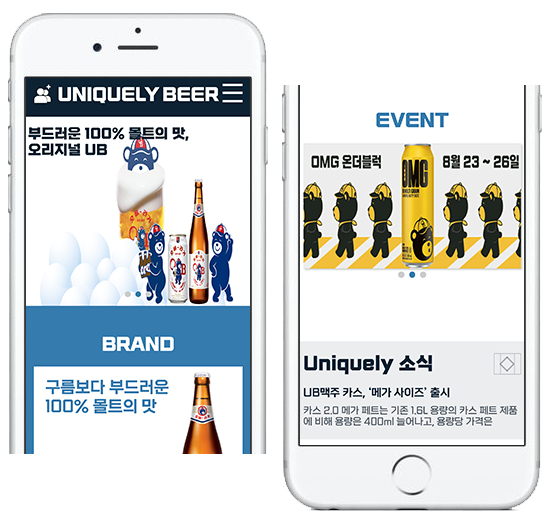 UNIQUELY BEER
부드러운 100% 몰트의 맛,
오리지널 UB
BRAND
구름보다 부드러운
100% 몰트의 맛
EVENT
OMG 온더블럭
8월 23 ~ 26일
OMG
Uniquely 소식
UB맥주 카스, ‘메가 사이즈’ 출시
카스 2.0 메가 페트는 기존 1.6L 용량의 카스 페트 제품
에 비해 용량은 400ml 늘어나고, 용량당 가격은